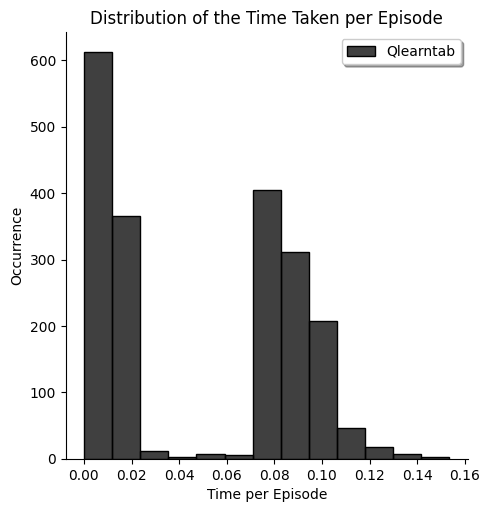 Distribution of the Time Taken per Episode
Qlearntab
600
500
400
300
200
100
0
Occurrence
0.00 0.02 0.04 0.06 0.08 0.10 0.12 0.14 0.16
Time per Episode